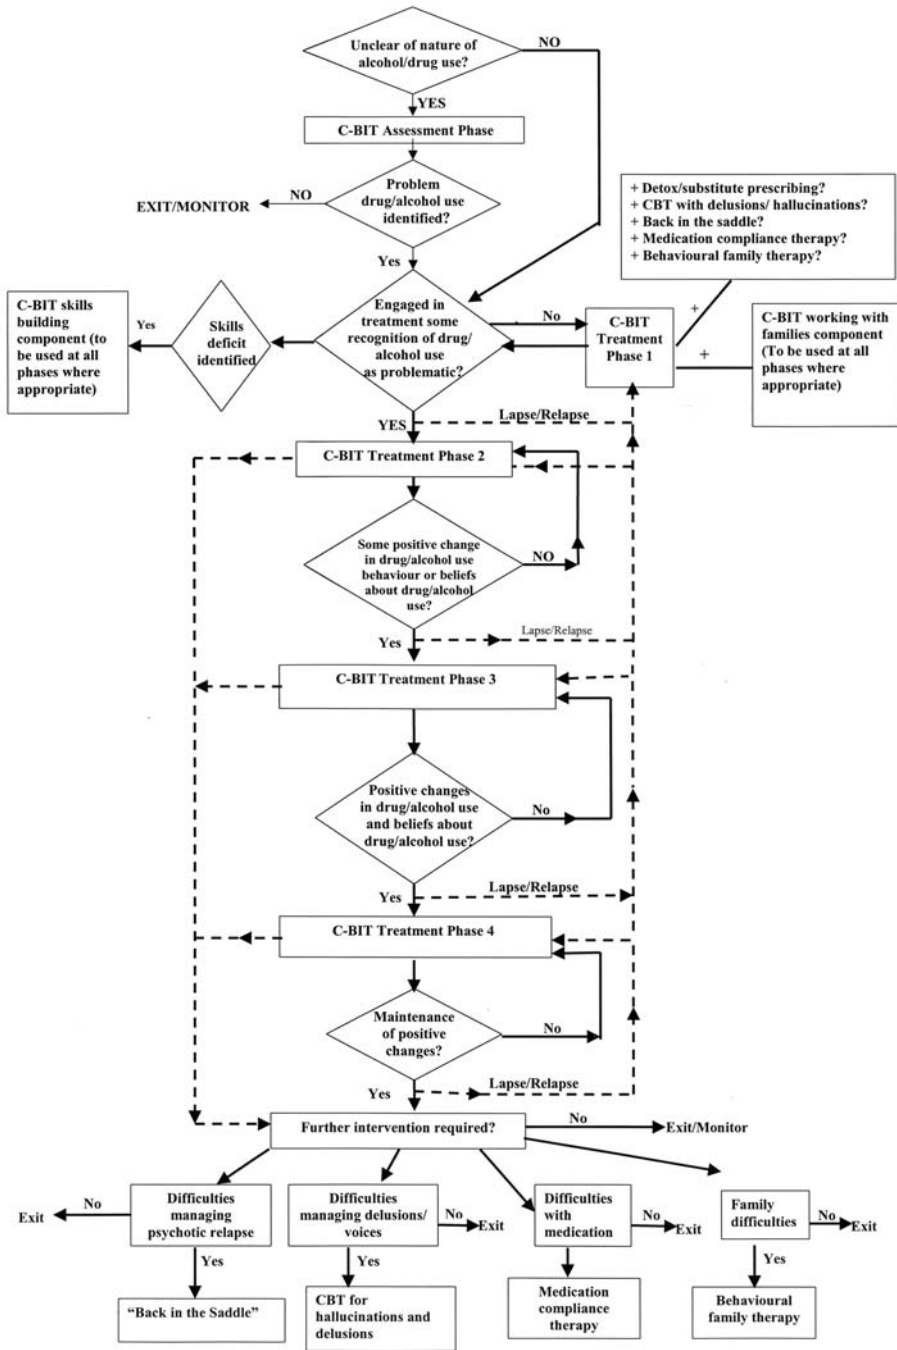 Unclear of nature of
alcohol/drug use?
NO
YES
C-BIT Assessment Phase
Problem
drug/alcohol use
identified?
NO
EXIT/MONITOR
Yes
+ Detox/substitute prescribing?
+ CBT with delusions/ hallucinations?
+ Back in the saddle?
+ Medication compliance therapy?
+ Behavioural family therapy?
C-BIT skills
building
component (to
be used at all
phases where
appropriate)
Yes
Skills
deficit
identified
Engaged in
treatment some
recognition of drug/
alcohol use
as problematic?
No
C-BIT
Treatment
Phase 1
+
+
C-BIT working with
families component
(To be used at all
phases where
appropriate)
YES
Lapse/Relapse
C-BIT Treatment Phase 2
Some positive change
in drug/alcohol use
behaviour or beliefs
about drug/alcohol
use?
NO
Yes
Lapse/Relapse
C-BIT Treatment Phase 3
Positive changes
in drug/alcohol use
and beliefs about
drug/alcohol use?
No
Yes
Lapse/Relapse
C-BIT Treatment Phase 4
Maintenance
of positive
changes?
No
Yes
Lapse/Relapse
Further intervention required?
No
Exit/Monitor
Exit
No
Difficulties
managing
psychotic relapse
Yes
"Back in the Saddle"
Difficulties
managing delusions/
voices
No
Exit
Yes
CBT for
hallucinations and
delusions
Difficulties
with
medication
No
Exit
Medication
compliance
therapy
Family
difficulties
No
Exit
Yes
Behavioural
family therapy